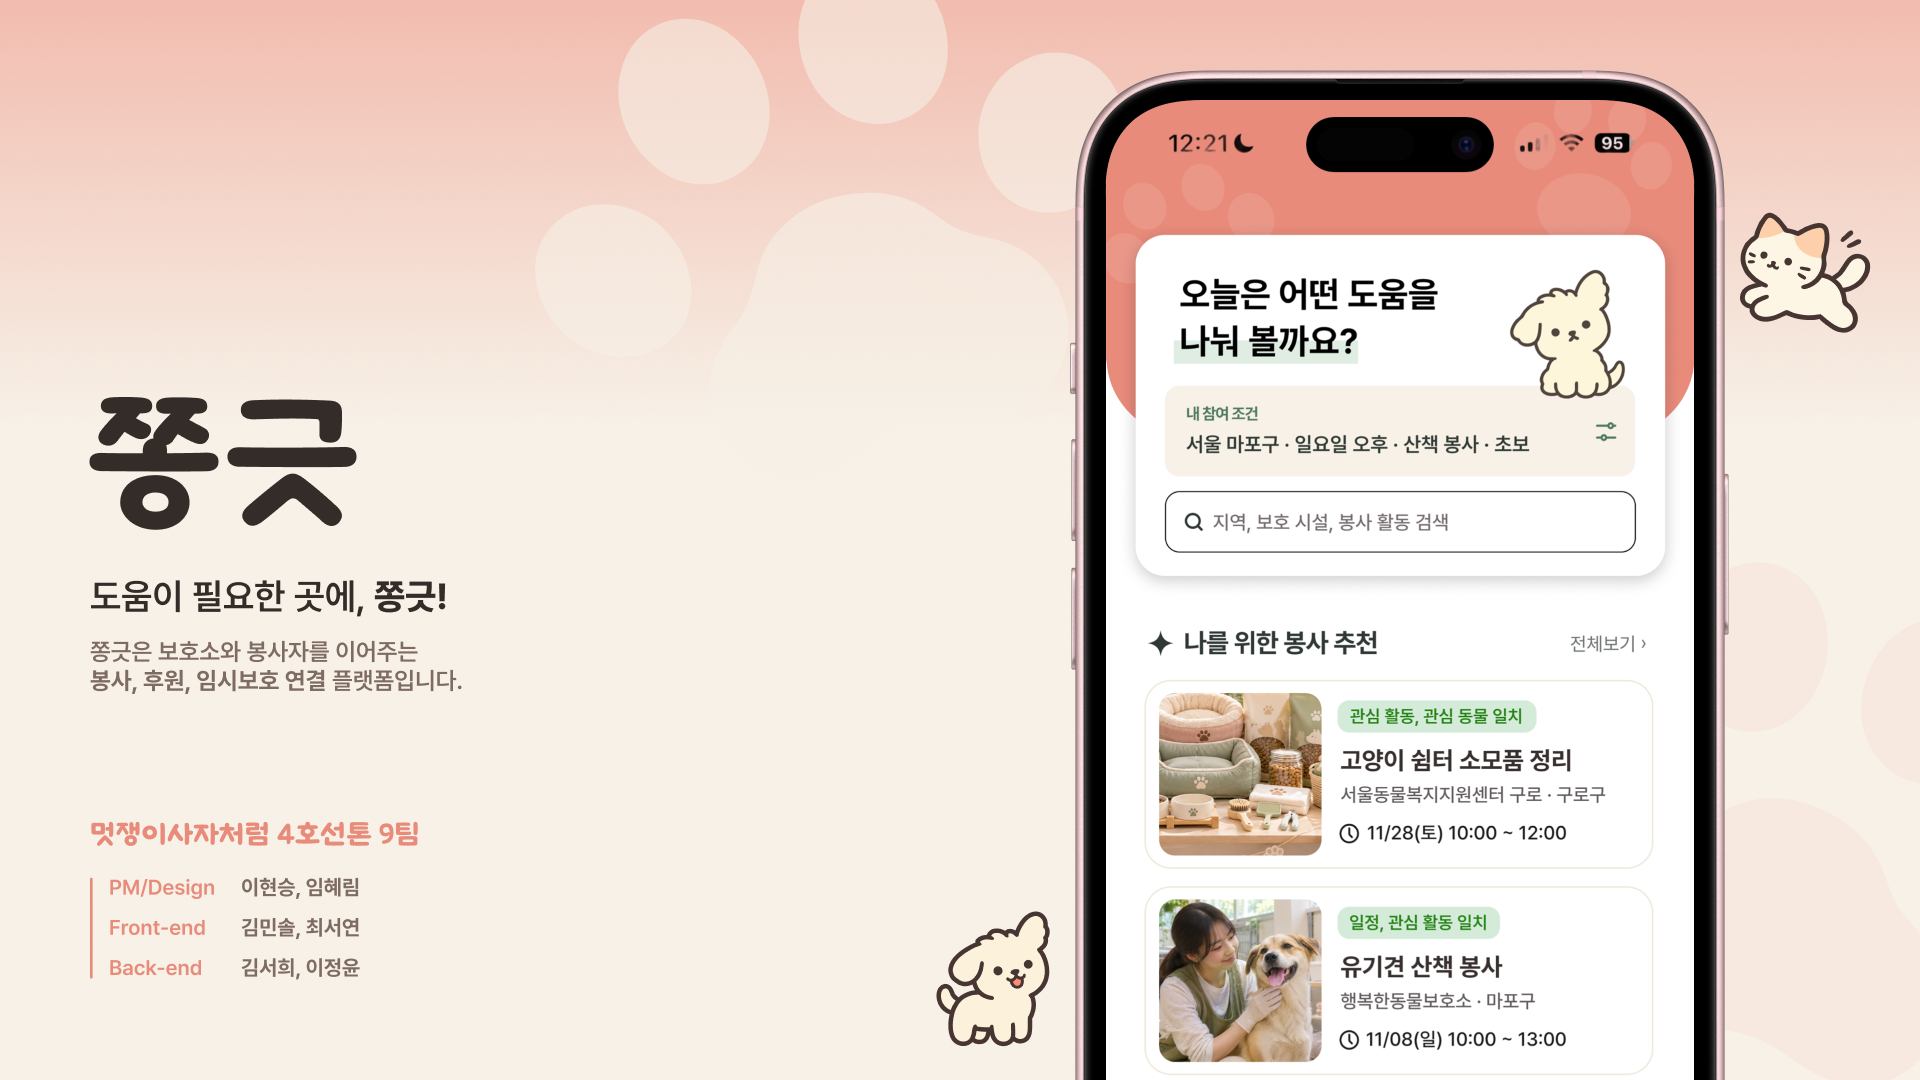 쫑긋
도움이 필요한 곳에, 쫑긋!
쫑긋은 보호소와 봉사자를 이어주는
봉사, 후원, 임시보호 연결 플랫폼입니다.
멋쟁이사자처럼 4호선톤 9팀
PM/Design 이현승, 임혜림
Front-end 김민솔, 최서연
Back-end 김서희, 이정윤
12:21
95
오늘은 어떤 도움을
나눠 볼까요?
내 참여 조건
서울 마포구 · 일요일 오후 · 산책 봉사 · 초보
지역, 보호 시설, 봉사 활동 검색
나를 위한 봉사 추천
전체보기 ›
관심 활동, 관심 동물 일치
고양이 쉼터 소모품 정리
서울동물복지지원센터 구로 · 구로구
11/28(토) 10:00 ~ 12:00
일정, 관심 활동 일치
유기견 산책 봉사
행복한동물보호소 · 마포구
11/08(일) 10:00 ~ 13:00